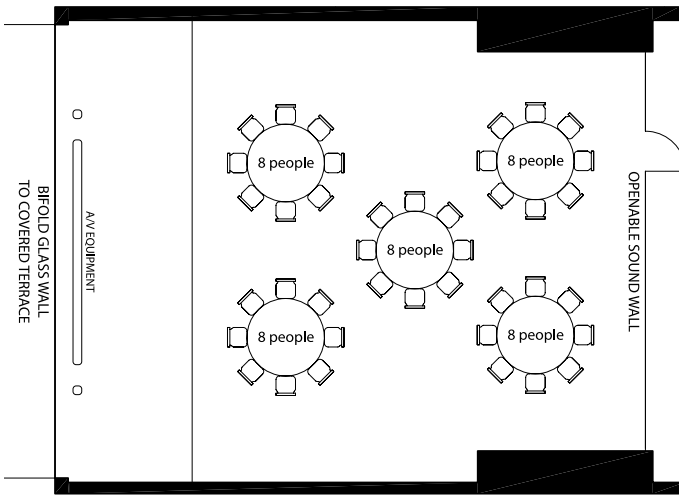 BIFOLD GLASS WALL
TO COVERED TERRACE
A/V EQUIPMENT
8 people
8 people
8 people
8 people
8 people
OPENABLE SOUND WALL